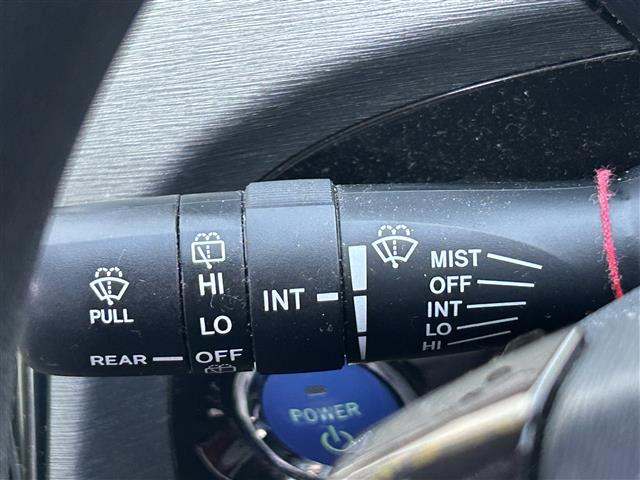 PULL
REAR
HI
LO
OFF
INT
MIST
OFF
INT
LO
HI
POWER